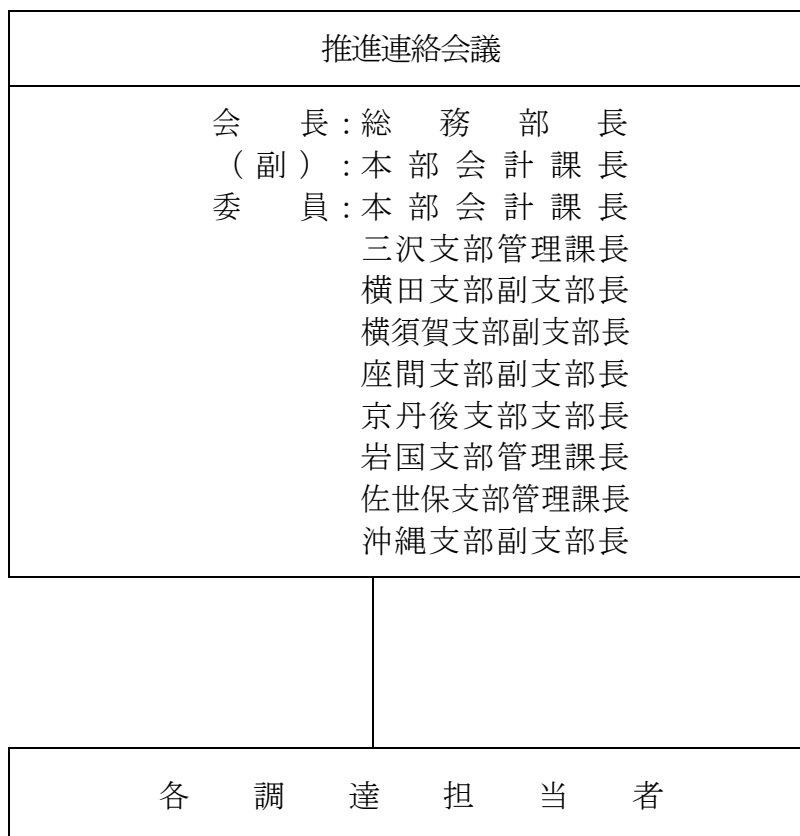 推進連絡会議
会長:総務部長
(副):本部会計課長
委員:本部会計課長
三沢支部管理課長
横田支部副支部長
横須賀支部副支部長
座間支部副支部長
京丹後支部支部長
岩国支部管理課長
佐世保支部管理課長
沖縄支部副支部長
各調達担当者